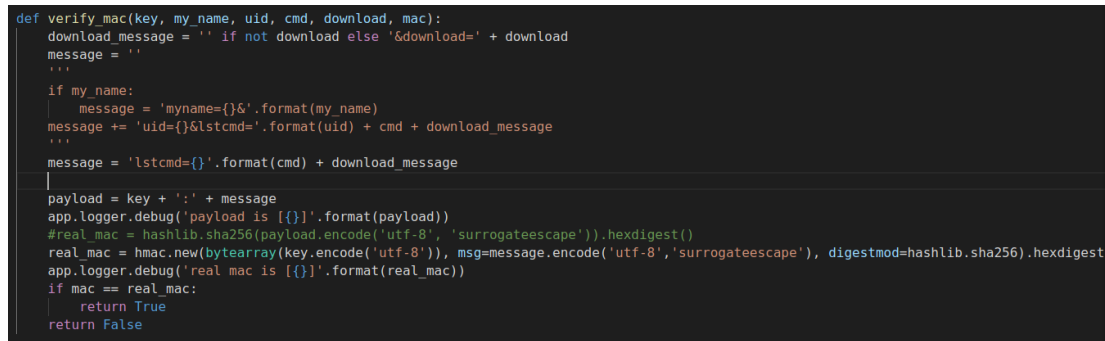 def verify_mac(key, my_name, uid, cmd, download, mac):
    download_message = '' if not download else '&download=' + download
    message = ''
    '''
    if my_name:
        message = 'myname={}&'.format(my_name)
    message += 'uid={}&lstcmd='.format(uid) + cmd + download_message
    '''
    message = 'lstcmd={}'.format(cmd) + download_message
    payload = key + ':' + message
    app.logger.debug('payload is [{}]'.format(payload))
    #real_mac = hashlib.sha256(payload.encode('utf-8', 'surrogateescape')).hexdigest()
    real_mac = hmac.new(bytearray(key.encode('utf-8')), msg=message.encode('utf-8','surrogateescape'), digestmod=hashlib.sha256).hexdigest
    app.logger.debug('real mac is [{}]'.format(real_mac))
    if mac == real_mac:
        return True
    return False